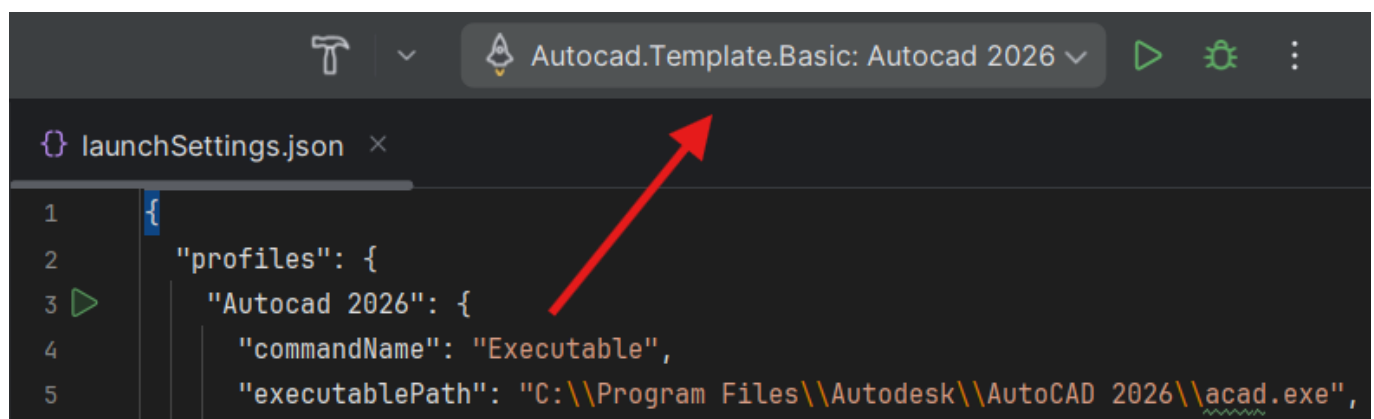 Autocad.Template.Basic: Autocad 2026
{} launchSettings.json ×
1 {
2 "profiles": {
3 "Autocad 2026": {
4 "commandName": "Executable",
5 "executablePath": "C:\\Program Files\\Autodesk\\AutoCAD 2026\\acad.exe",